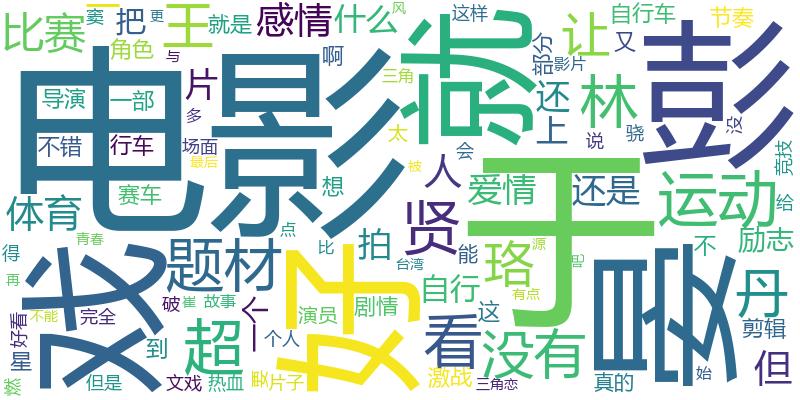 电影
就
彭
于
晏
好
戏
比赛
窦
把
王
就是
感情
什么
风
这样
自行车
更
节奏
角色
与
片
啊
部分
影片
让
又
导演
一部
多
三角
还
上
林
没
不错
行车
场面
最后
太
会
说
骁
竞技
被
人
想
赛车
体育
贤
爱情
还是
运动
给
得
青春
点
拍
能
不
励志
题材
比
台湾
珞
源
再
个
自行
有点
丹
不能
破
崔
故事
演员
剧情
这
剪辑
好看
完全
到
超
个人
看
没有
但
燃
但是
文戏
热血
片子
激战
三角恋
真的
始